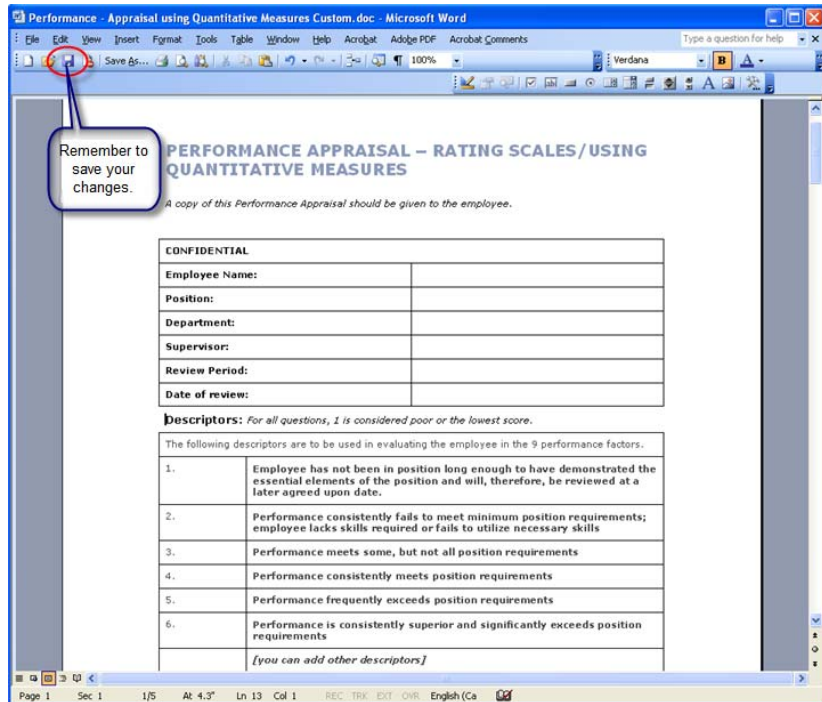 Performance - Appraisal using Quantitative Measures Custom.doc - Microsoft Word
File Edit View Insert Format Tools Table Window Help Acrobat Adobe PDF Acrobat Comments Type a question for help
Save As... 100% Verdana B A
Remember to
save your
changes.
PERFORMANCE APPRAISAL – RATING SCALES/USING
QUANTITATIVE MEASURES
A copy of this Performance Appraisal should be given to the employee.
CONFIDENTIAL
Employee Name:
Position:
Department:
Supervisor:
Review Period:
Date of review:
Descriptors: For all questions, 1 is considered poor or the lowest score.
The following descriptors are to be used in evaluating the employee in the 9 performance factors.
1. Employee has not been in position long enough to have demonstrated the
essential elements of the position and will, therefore, be reviewed at a
later agreed upon date.
2. Performance consistently fails to meet minimum position requirements;
employee lacks skills required or fails to utilize necessary skills
3. Performance meets some, but not all position requirements
4. Performance consistently meets position requirements
5. Performance frequently exceeds position requirements
6. Performance is consistently superior and significantly exceeds position
requirements
[you can add other descriptors]
Page 1 Sec 1 1/5 At 4.3" Ln 13 Col 1 REC TRK EXT OVR English (Ca